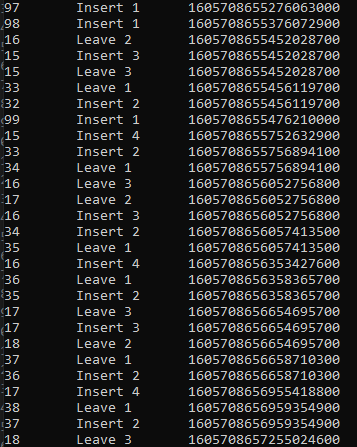 97 Insert 1 1605708655276063000
98 Insert 1 1605708655376072900
16 Leave 2 1605708655452028700
15 Insert 3 1605708655452028700
15 Leave 3 1605708655452028700
33 Leave 1 1605708655456119700
32 Insert 2 1605708655456119700
99 Insert 1 1605708655476210000
15 Insert 4 1605708655752632900
33 Insert 2 1605708655756894100
34 Leave 1 1605708655756894100
16 Leave 3 1605708656052756800
17 Leave 2 1605708656052756800
16 Insert 3 1605708656052756800
34 Insert 2 1605708656057413500
35 Leave 1 1605708656057413500
16 Insert 4 1605708656353427600
36 Leave 1 1605708656358365700
35 Insert 2 1605708656358365700
17 Leave 3 1605708656654695700
17 Insert 3 1605708656654695700
18 Leave 2 1605708656654695700
37 Leave 1 1605708656658710300
36 Insert 2 1605708656658710300
17 Insert 4 1605708656955418800
38 Leave 1 1605708656959354900
37 Insert 2 1605708656959354900
18 Leave 3 1605708657255024600